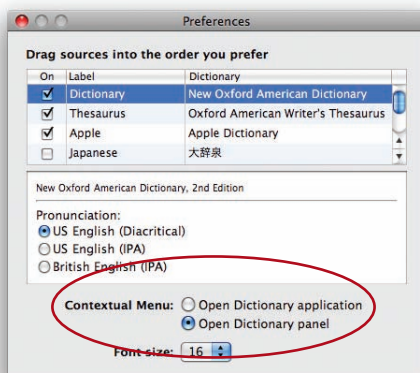 Preferences
Drag sources into the order you prefer
On Label Dictionary
Dictionary New Oxford American Dictionary
Thesaurus Oxford American Writer's Thesaurus
Apple Apple Dictionary
Japanese 大辞泉
New Oxford American Dictionary, 2nd Edition
Pronunciation:
US English (Diacritical)
US English (IPA)
British English (IPA)
Contextual Menu: Open Dictionary application
Open Dictionary panel
Font size: 16